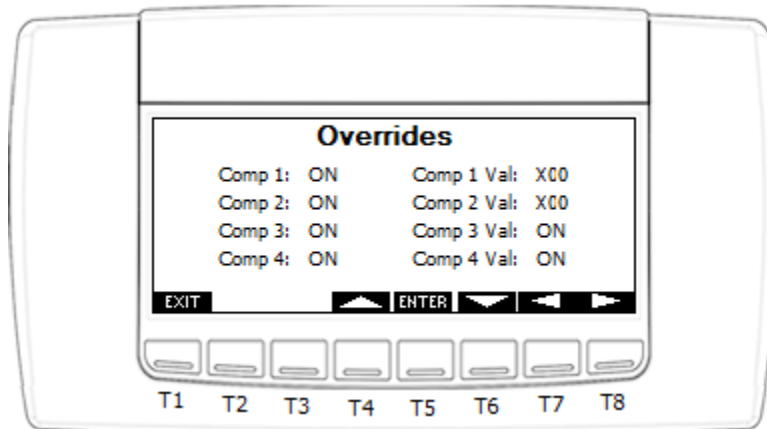 Overrides
Comp 1: ON Comp 1 Val: X00
Comp 2: ON Comp 2 Val: X00
Comp 3: ON Comp 3 Val: ON
Comp 4: ON Comp 4 Val: ON
EXIT ENTER
T1 T2 T3 T4 T5 T6 T7 T8